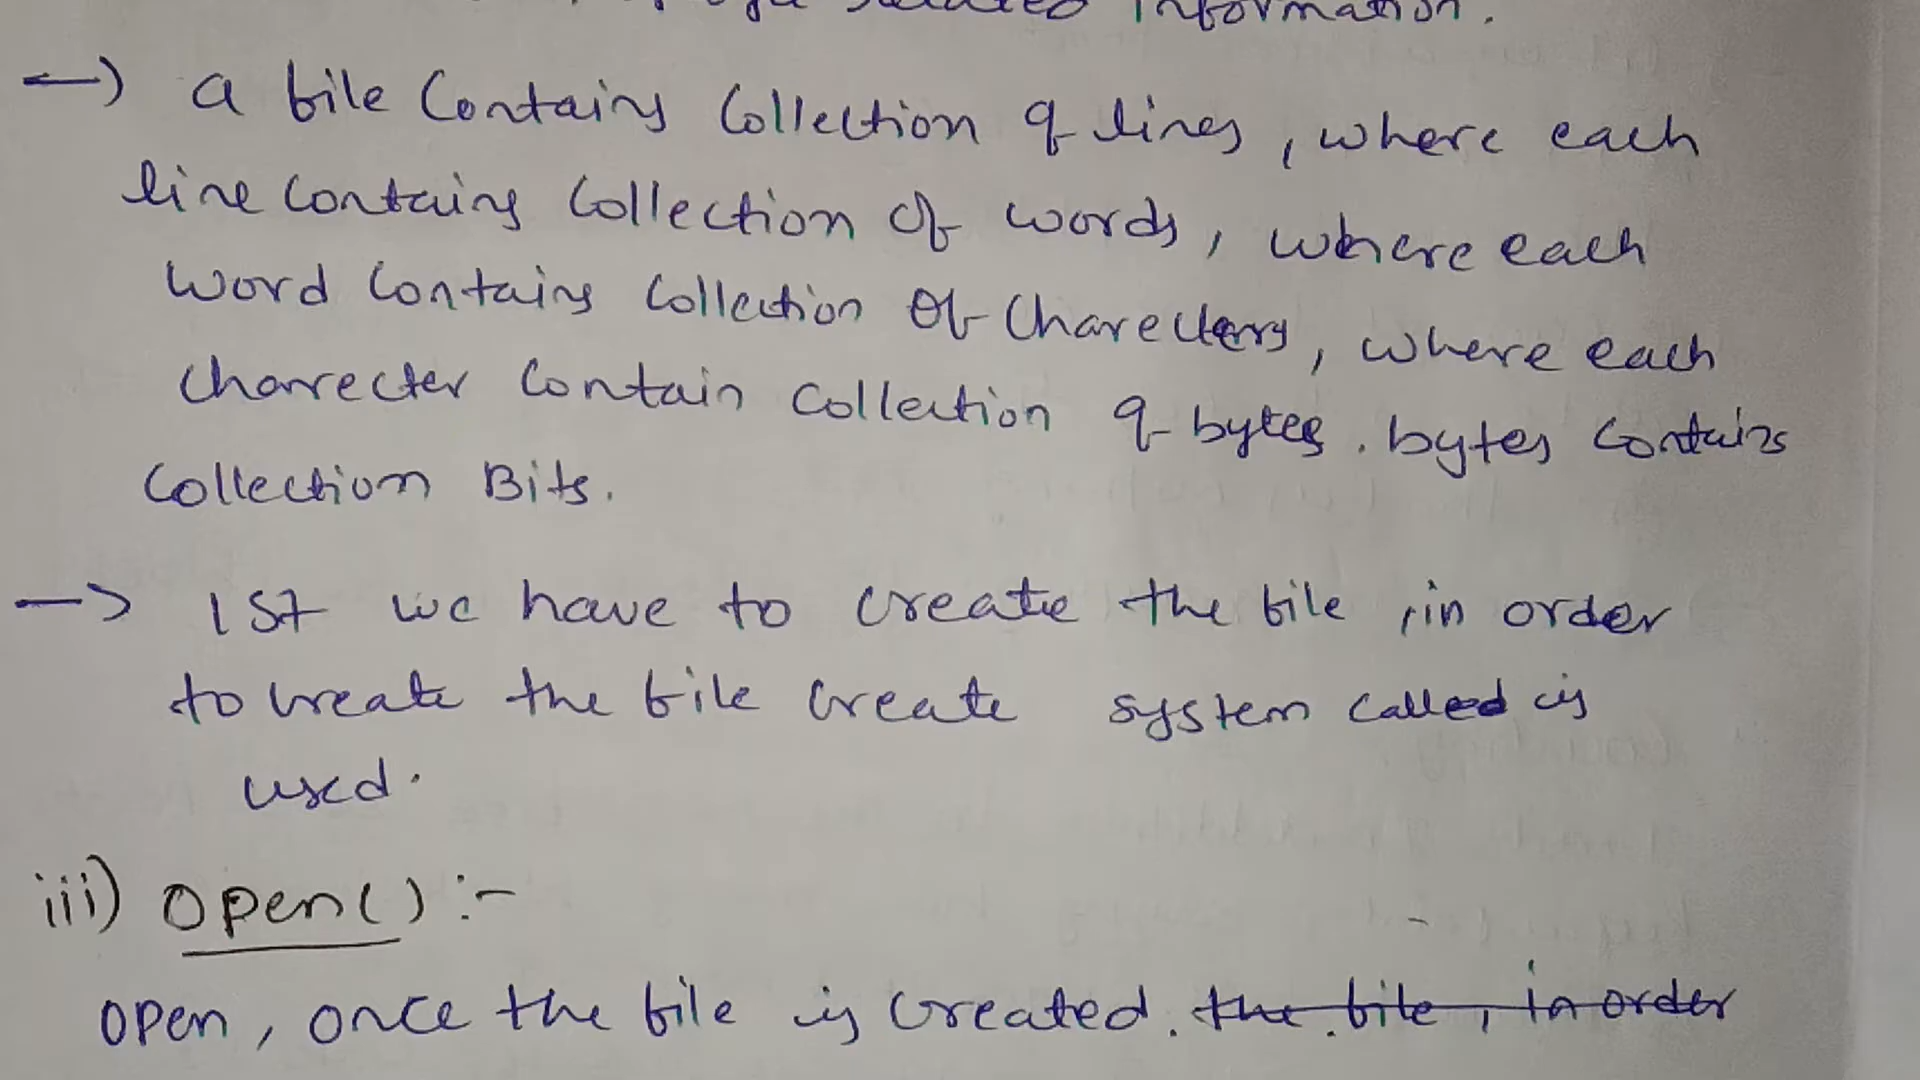 information.
-> a file Contains Collection of lines, where each
line contains Collection of words, where each
word Contains Collection Of Charecters, where each
charecter Contain Collection of bytes. bytes Contains
Collection Bits.
-> 1st we have to create the file, in order
to create the file create system called is
used.
iii) open() :-
open, once the file is created. the file, in order